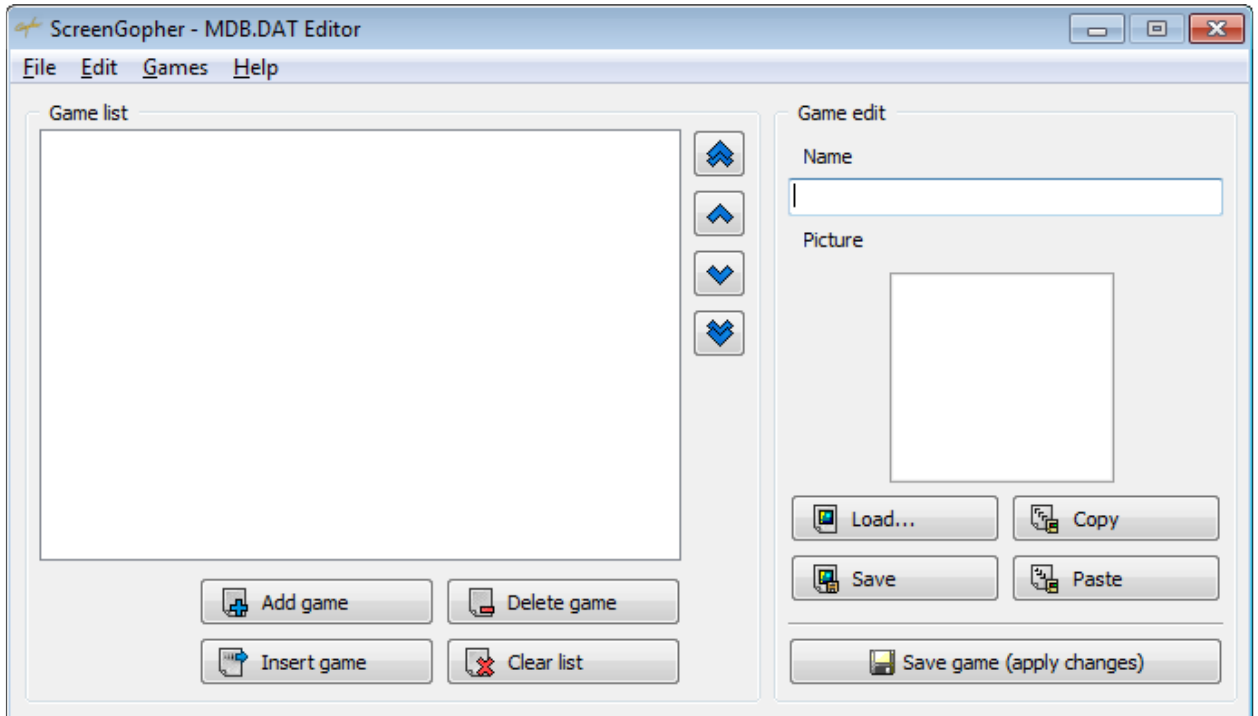 ScreenGopher - MDB.DAT Editor
File Edit Games Help
Game list
Game edit
Name
Picture
Load... Copy
Save Paste
Add game Delete game
Insert game Clear list
Save game (apply changes)